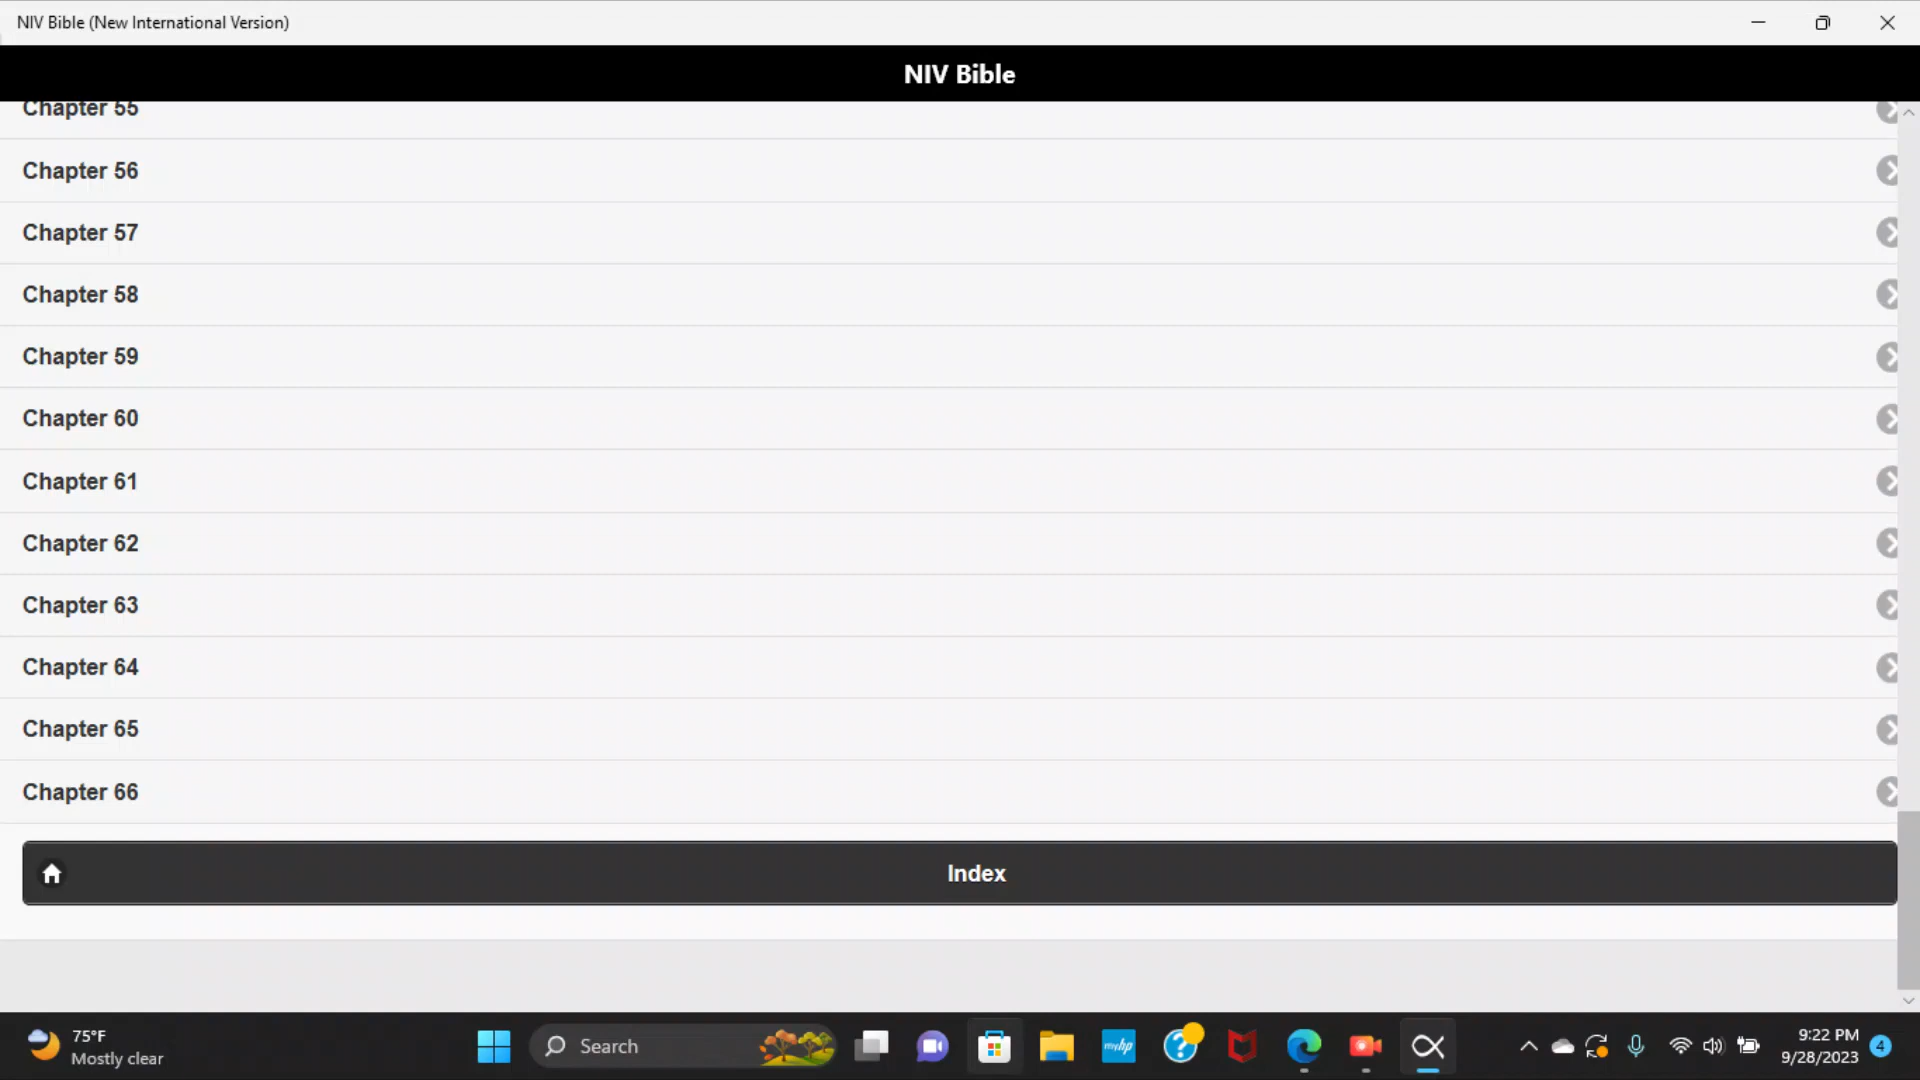 NIV Bible (New International Version)
NIV Bible
Chapter 55
Chapter 56
Chapter 57
Chapter 58
Chapter 59
Chapter 60
Chapter 61
Chapter 62
Chapter 63
Chapter 64
Chapter 65
Chapter 66
Index
75°F
Mostly clear
Search
myhp
9:22 PM
9/28/2023
4